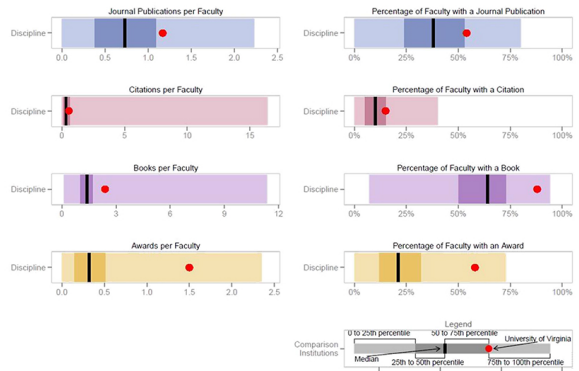 Journal Publications per Faculty
Discipline
0.0 0.5 1.0 1.5 2.0 2.5
Percentage of Faculty with a Journal Publication
Discipline
0% 25% 50% 75% 100%
Citations per Faculty
Discipline
0 5 10 15
Percentage of Faculty with a Citation
Discipline
0% 25% 50% 75% 100%
Books per Faculty
Discipline
0 3 6 9 12
Percentage of Faculty with a Book
Discipline
0% 25% 50% 75% 100%
Awards per Faculty
Discipline
0.0 0.5 1.0 1.5 2.0 2.5
Percentage of Faculty with an Award
Discipline
0% 25% 50% 75% 100%
Legend
0 to 25th percentile 50 to 75th percentile
University of Virginia
Comparison
Institutions
Median
25th to 50th percentile 75th to 100th percentile